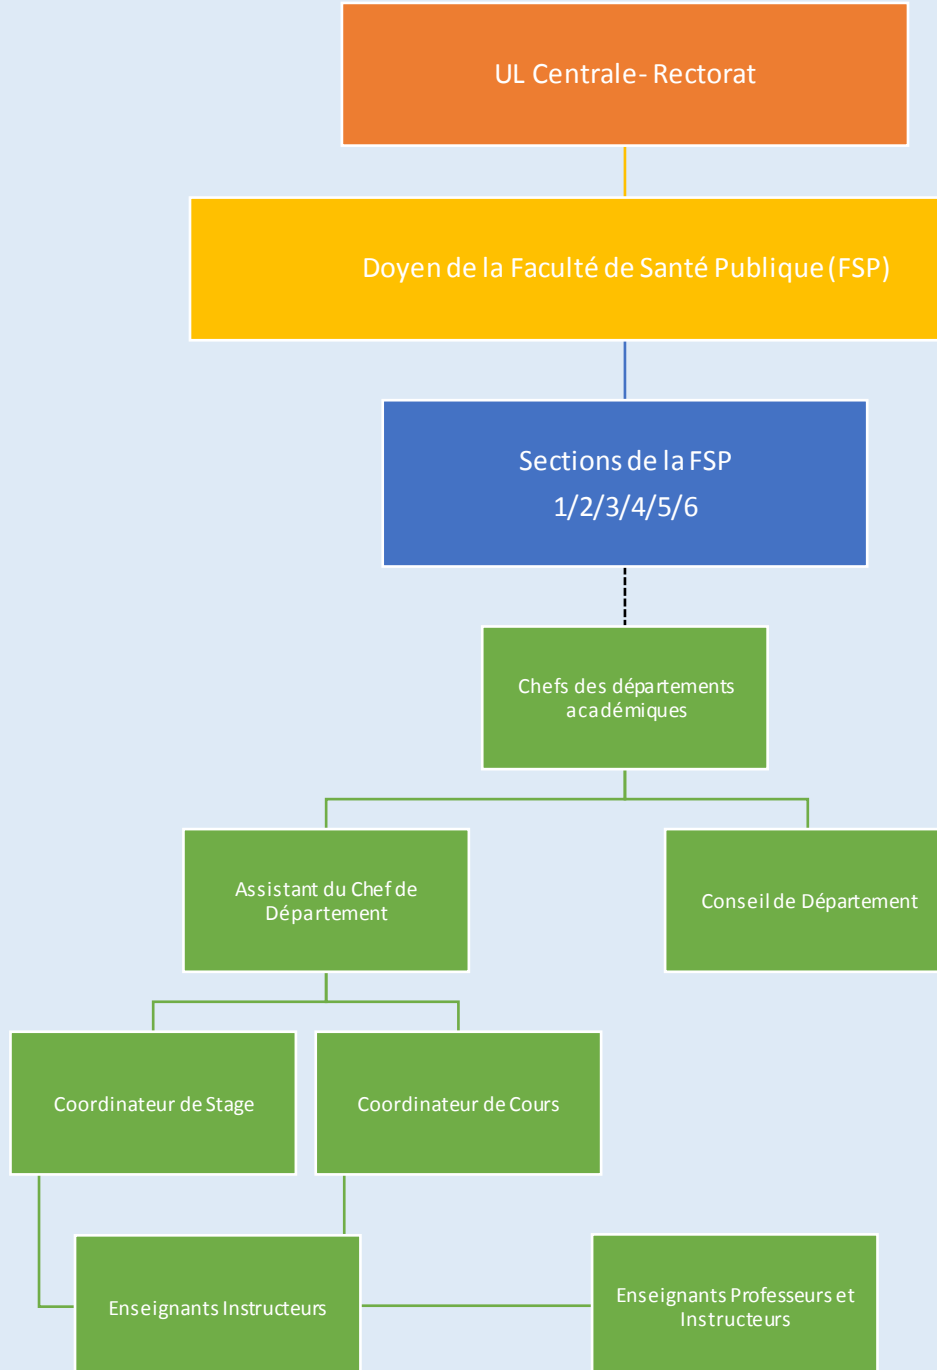 UL Centrale- Rectorat
Doyen de la Faculté de Santé Publique (FSP)
Sections de la FSP
1/2/3/4/5/6
Chefs des départements
académiques
Assistant du Chef de
Département
Conseil de Département
Coordinateur de Stage
Coordinateur de Cours
Enseignants Instructeurs
Enseignants Professeurs et
Instructeurs